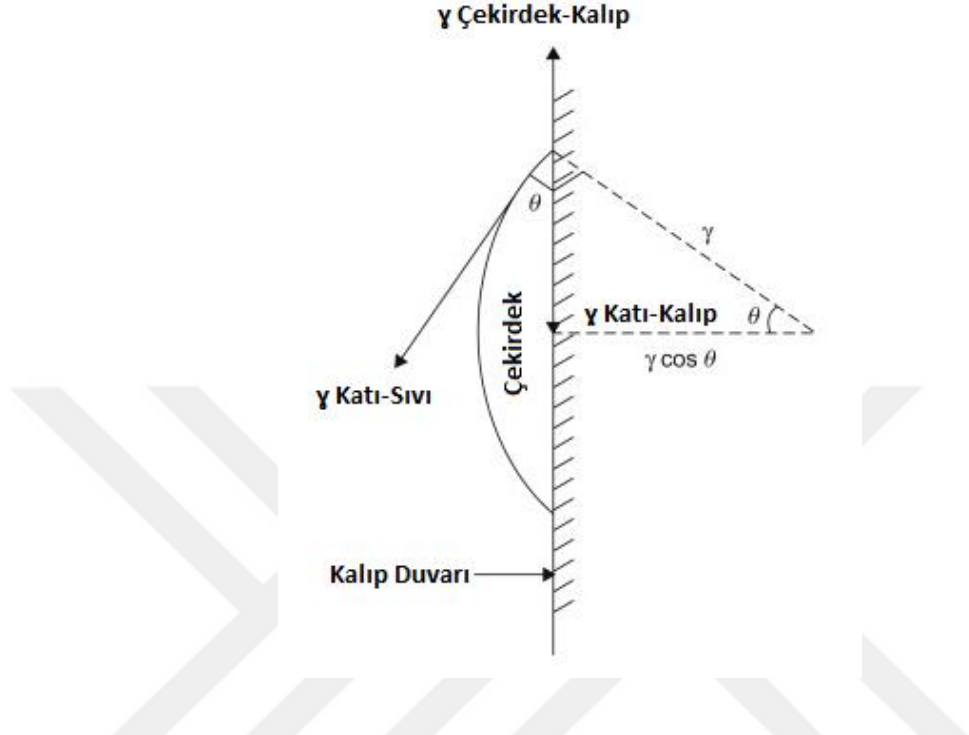 ɣ Çekirdek-Kalıp
θ
γ
ɣ Katı-Kalıp
θ
γ cos θ
Çekirdek
ɣ Katı-Sıvı
Kalıp Duvarı